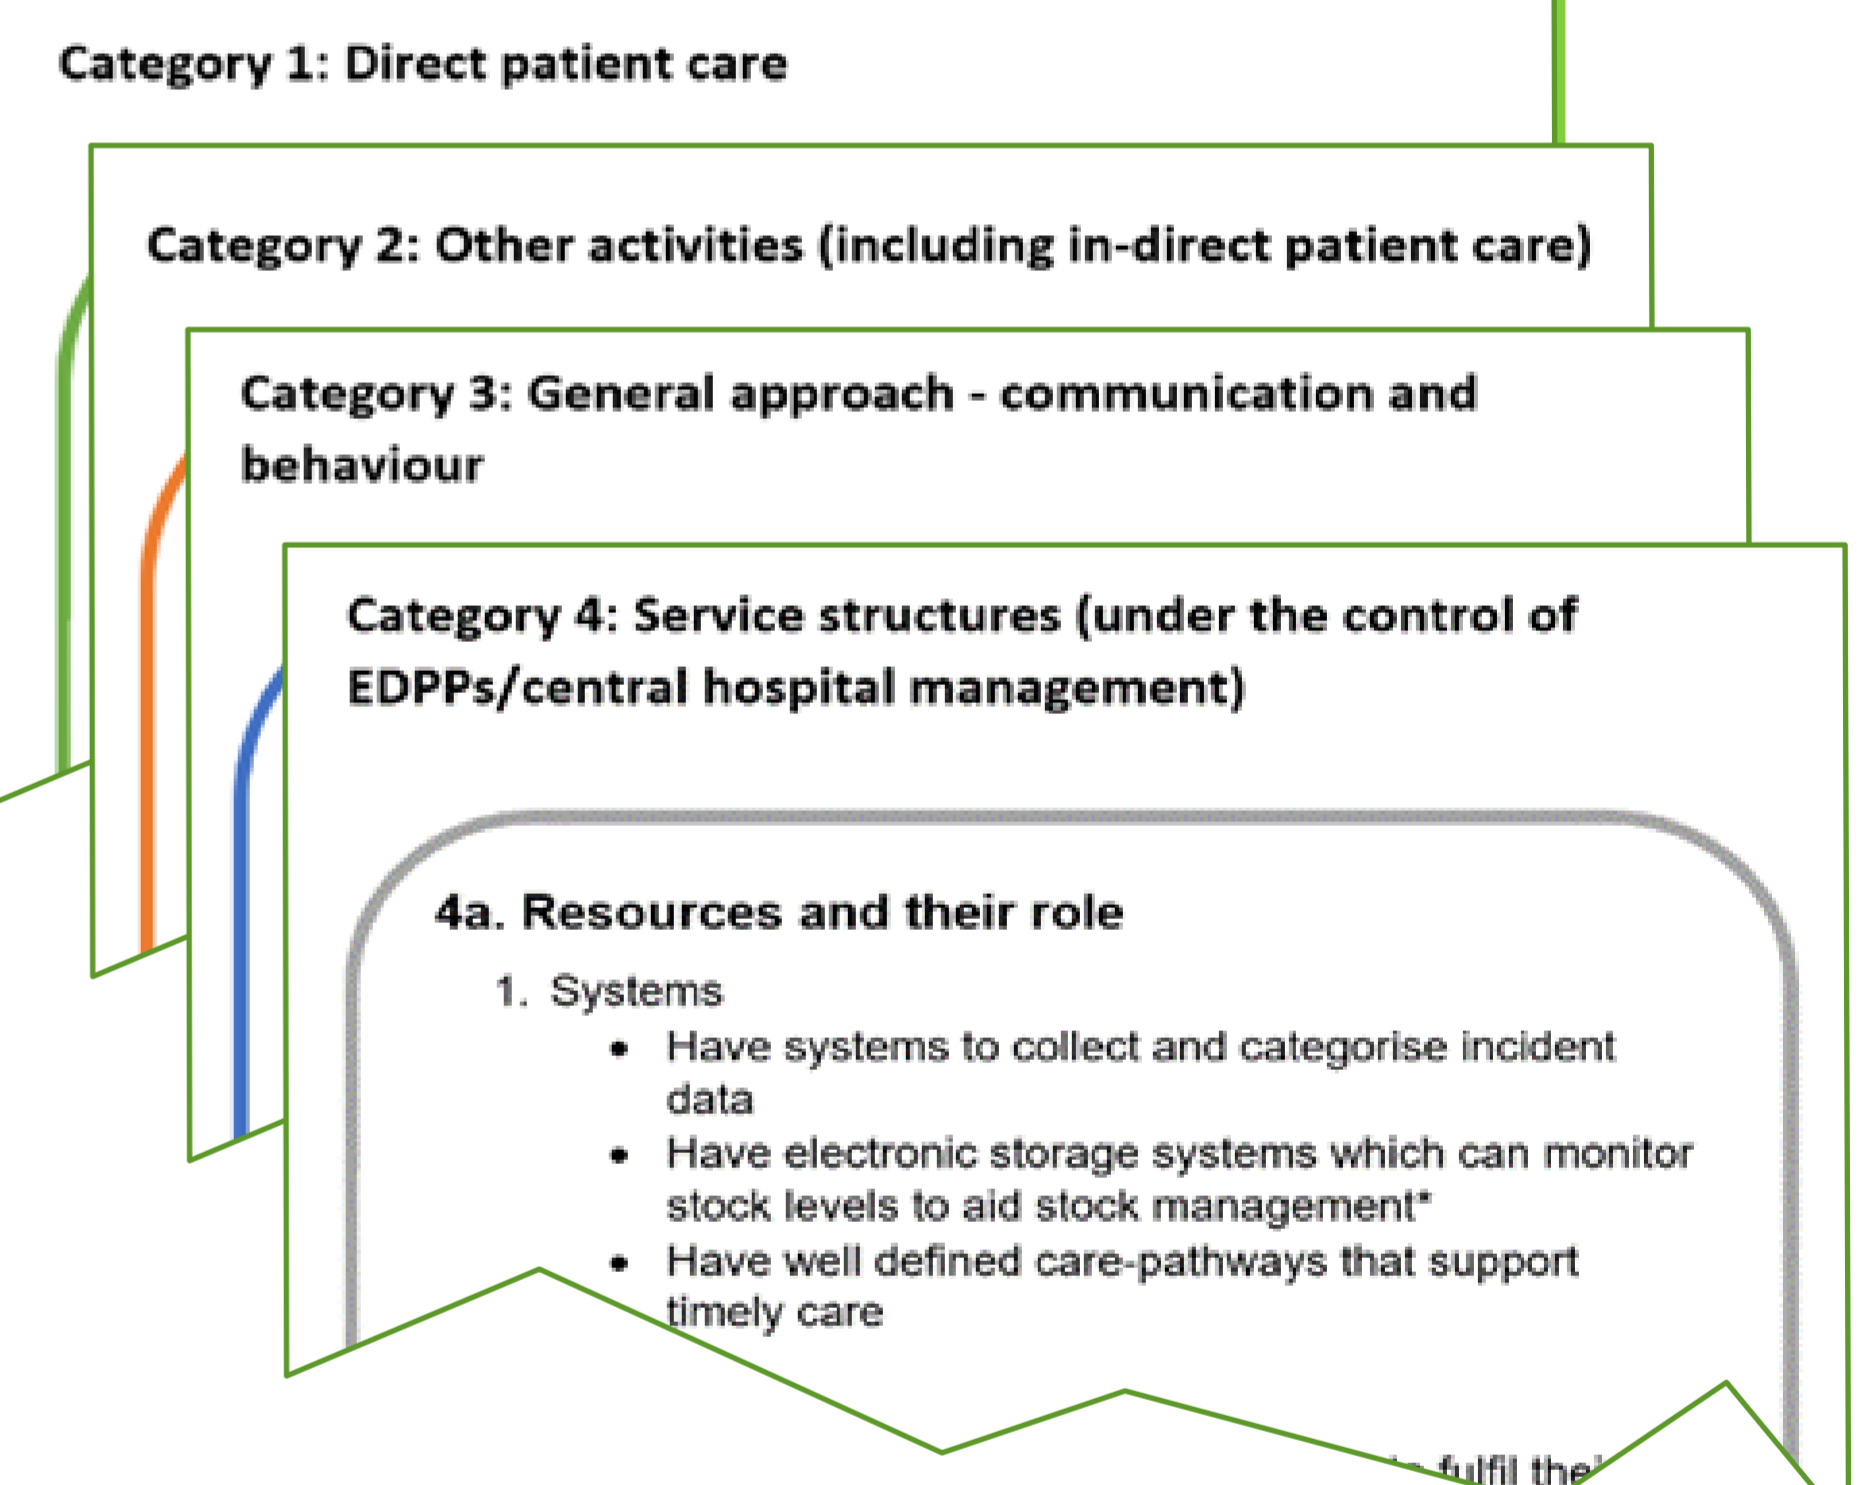 Category 1: Direct patient care
Category 2: Other activities (including in-direct patient care)
Category 3: General approach - communication and
behaviour
Category 4: Service structures (under the control of
EDPPs/central hospital management)
4a. Resources and their role
1. Systems
• Have systems to collect and categorise incident
data
• Have electronic storage systems which can monitor
stock levels to aid stock management*
• Have well defined care-pathways that support
timely care
fulfil